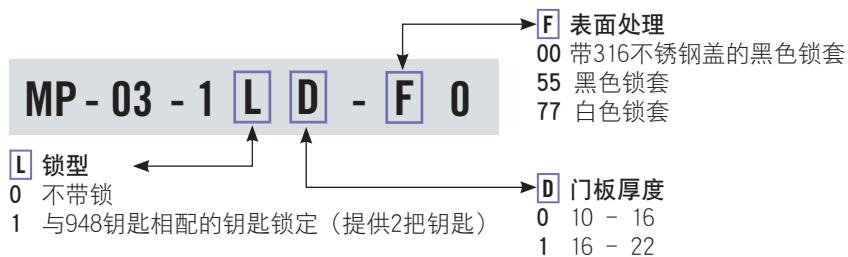 F 表面处理
00 带316不锈钢盖的黑色锁套
55 黑色锁套
77 白色锁套
MP - 03 - 1 L D - F 0
L 锁型
0 不带锁
1 与948钥匙相配的钥匙锁定（提供2把钥匙）
D 门板厚度
0 10 - 16
1 16 - 22